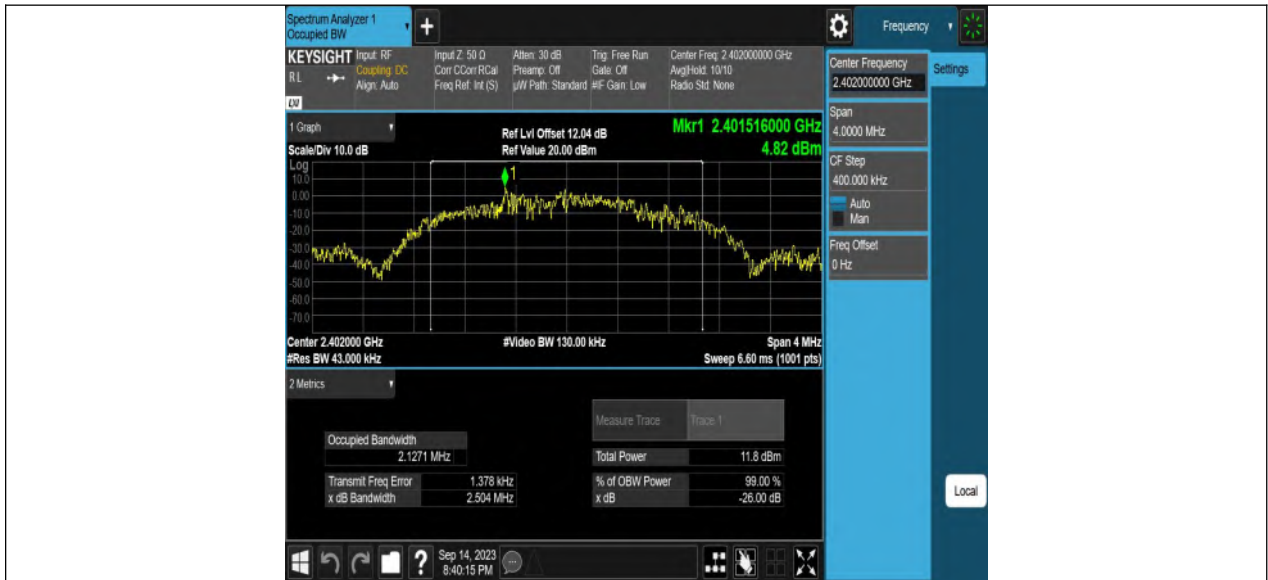 Spectrum Analyzer 1
Occupied BW
+
Frequency
KEYSIGHT
RL
LXI
Input: RF
Coupling: DC
Align: Auto
Input Z: 50 Ω
Corr CCorr RCal
Freq Ref: Int (S)
Atten: 30 dB
Preamp: Off
µW Path: Standard
Trig: Free Run
Gate: Off
#IF Gain: Low
Center Freq: 2.402000000 GHz
Avg|Hold: 10/10
Radio Std: None
1 Graph
Scale/Div 10.0 dB
Ref Lvl Offset 12.04 dB
Ref Value 20.00 dBm
Mkr1 2.401516000 GHz
4.82 dBm
Log
10.0
0.00
-10.0
-20.0
-30.0
-40.0
-50.0
-60.0
-70.0
1
Center 2.402000 GHz
#Video BW 130.00 kHz
Span 4 MHz
#Res BW 43.000 kHz
Sweep 6.60 ms (1001 pts)
2 Metrics
Measure Trace
Trace 1
Occupied Bandwidth
2.1271 MHz
Total Power 11.8 dBm
Transmit Freq Error 1.378 kHz
% of OBW Power 99.00 %
x dB Bandwidth 2.504 MHz
x dB -26.00 dB
Center Frequency
2.402000000 GHz
Settings
Span
4.0000 MHz
CF Step
400.000 kHz
Auto
Man
Freq Offset
0 Hz
Local
?
Sep 14, 2023
8:40:15 PM